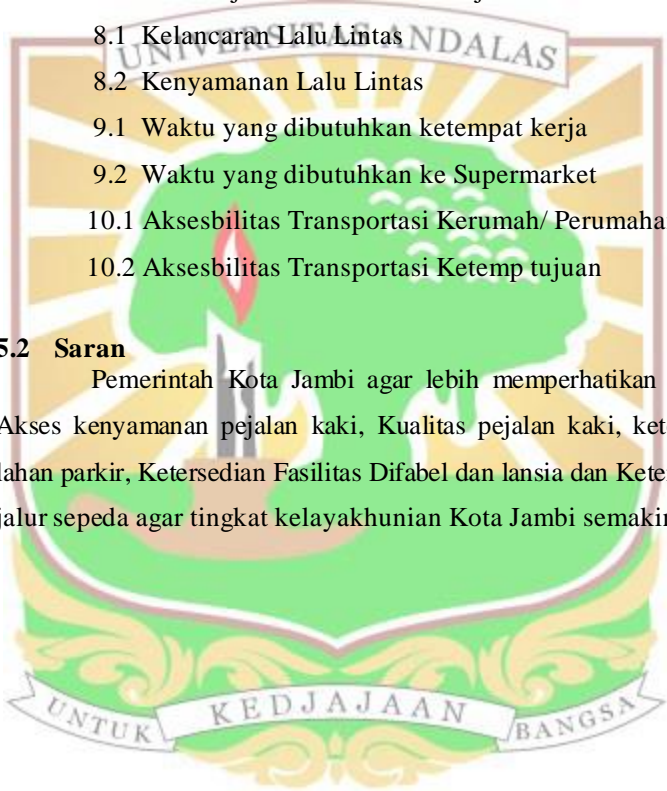 8.1 Kelancaran Lalu Lintas
UNIVERSITAS ANDALAS
8.2 Kenyamanan Lalu Lintas
9.1 Waktu yang dibutuhkan ketempat kerja
9.2 Waktu yang dibutuhkan ke Supermarket
10.1 Aksesbilitas Transportasi Kerumah/ Perumaha
10.2 Aksesbilitas Transportasi Ketemp tujuan
5.2 Saran
Pemerintah Kota Jambi agar lebih memperhatikan
Akses kenyamanan pejalan kaki, Kualitas pejalan kaki,
lahan parkir, Ketersedian Fasilitas Difabel dan lansia dan
jalur sepeda agar tingkat kelayakhunian Kota Jambi semakin
UNTUK KEDJAJAAN BANGSA